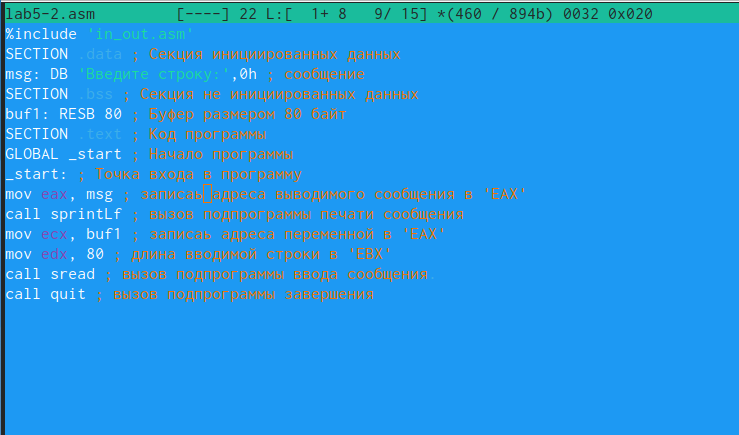 lab5-2.asm [----] 22 L:[ 1+ 8 9/ 15] *(460 / 894b) 0032 0x020
%include 'in_out.asm'
SECTION .data ; Секция инициированных данных
msg: DB 'Введите строку:',0h ; сообщение
SECTION .bss ; Секция не инициированных данных
buf1: RESB 80 ; Буфер размером 80 байт
SECTION .text ; Код программы
GLOBAL _start ; Начало программы
_start: ; Точка входа в программу
mov eax, msg ; записаь адреса выводимого сообщения в 'EAX'
call sprintLf ; вызов подпрограммы печати сообщения
mov ecx, buf1 ; записаь адреса переменной в 'EAX'
mov edx, 80 ; длина вводимой строки в 'EBX'
call sread ; вызов подпрограммы ввода сообщения.
call quit ; вызов подпрограммы завершения